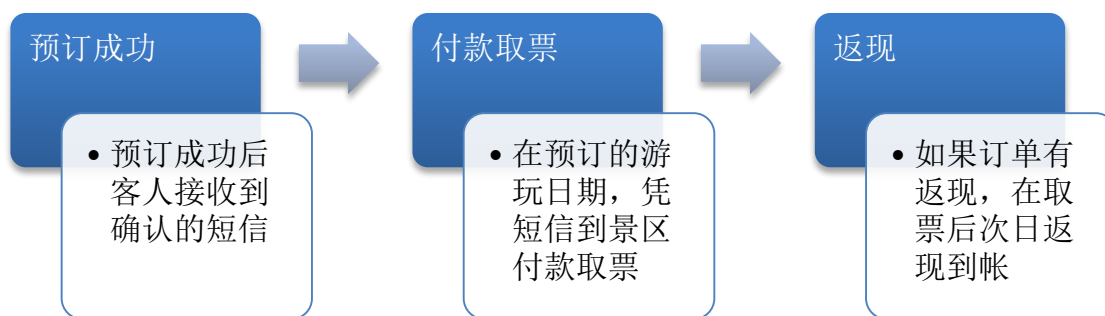 预订成功
• 预订成功后
客人接收到
确认的短信
付款取票
• 在预订的游
玩日期，凭
短信到景区
付款取票
返现
• 如果订单有
返现，在取
票后次日返
现到帐